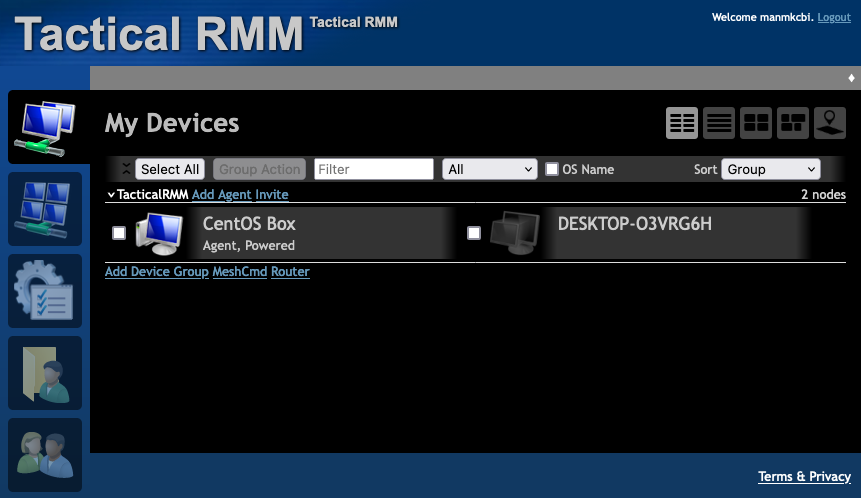 Tactical RMM Tactical RMM
Welcome manmkcbi. Logout
My Devices
Select All Group Action Filter All OS Name Sort Group
TacticalRMM Add Agent Invite 2 nodes
CentOS Box DESKTOP-O3VRG6H
Agent, Powered
Add Device Group MeshCmd Router
Terms & Privacy